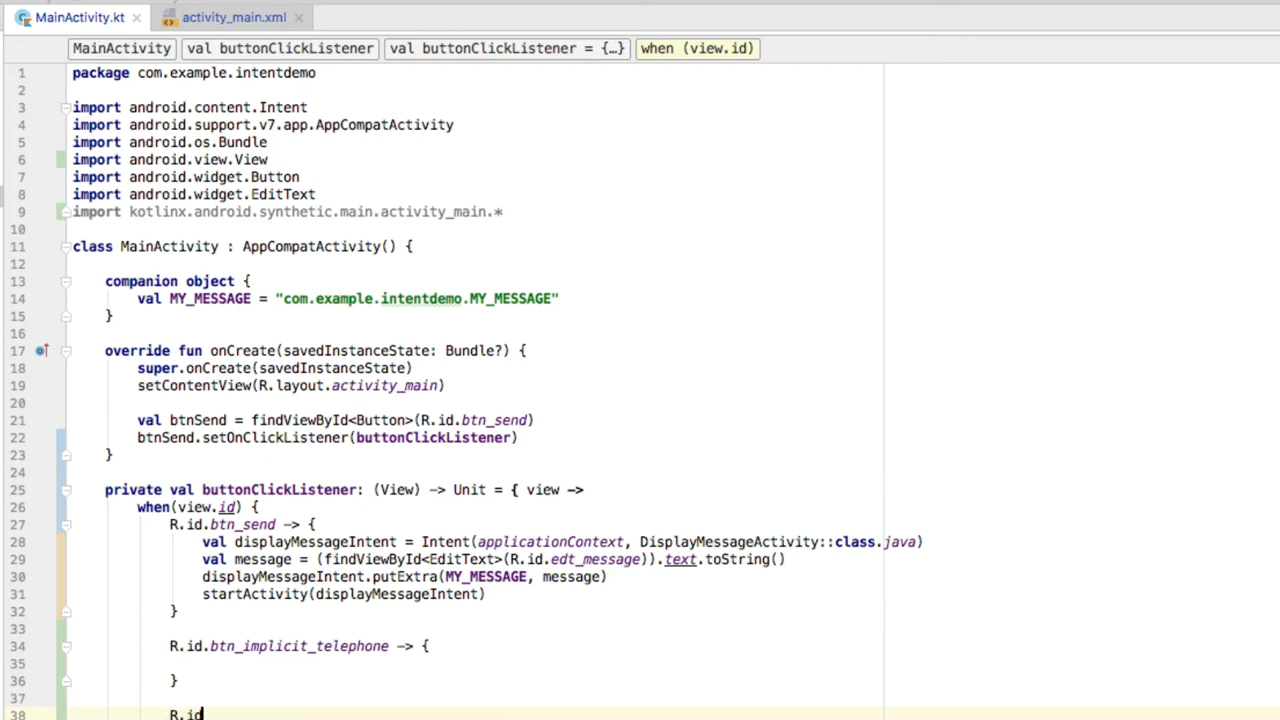 MainActivity.kt activity_main.xml
MainActivity val buttonClickListener val buttonClickListener = {…} when (view.id)
1 package com.example.intentdemo
2
3 import android.content.Intent
4 import android.support.v7.app.AppCompatActivity
5 import android.os.Bundle
6 import android.view.View
7 import android.widget.Button
8 import android.widget.EditText
9 import kotlinx.android.synthetic.main.activity_main.*
10
11 class MainActivity : AppCompatActivity() {
12
13 companion object {
14 val MY_MESSAGE = "com.example.intentdemo.MY_MESSAGE"
15 }
16
17 override fun onCreate(savedInstanceState: Bundle?) {
18 super.onCreate(savedInstanceState)
19 setContentView(R.layout.activity_main)
20
21 val btnSend = findViewById<Button>(R.id.btn_send)
22 btnSend.setOnClickListener(buttonClickListener)
23 }
24
25 private val buttonClickListener: (View) -> Unit = { view ->
26 when(view.id) {
27 R.id.btn_send -> {
28 val displayMessageIntent = Intent(applicationContext, DisplayMessageActivity::class.java)
29 val message = (findViewById<EditText>(R.id.edt_message)).text.toString()
30 displayMessageIntent.putExtra(MY_MESSAGE, message)
31 startActivity(displayMessageIntent)
32 }
33
34 R.id.btn_implicit_telephone -> {
35
36 }
37
38 R.id